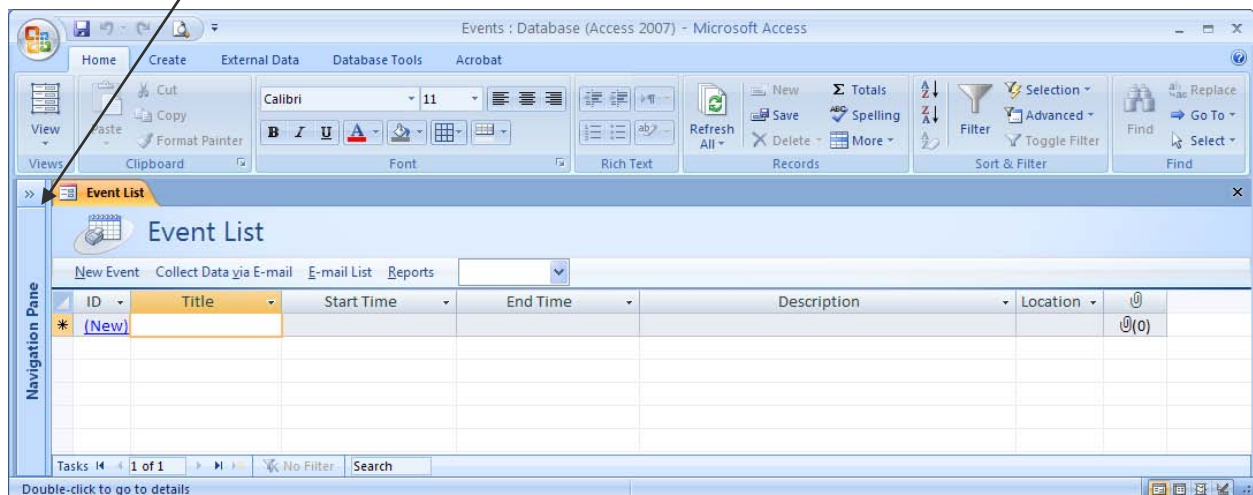 Events : Database (Access 2007) - Microsoft Access
Home Create External Data Database Tools Acrobat
View
Paste
Cut
Copy
Format Painter
Calibri 11
B I U A
ab
Refresh All
New
Save
Delete
Σ Totals
ABC Spelling
More
A Z
Z A
Filter
Selection
Advanced
Toggle Filter
Find
Replace
Go To
Select
Views Clipboard Font Rich Text Records Sort & Filter Find
» Event List x
Event List
New Event Collect Data via E-mail E-mail List Reports
ID Title Start Time End Time Description Location
* (New) (0)
Navigation Pane
Tasks 1 of 1 No Filter Search
Double-click to go to details